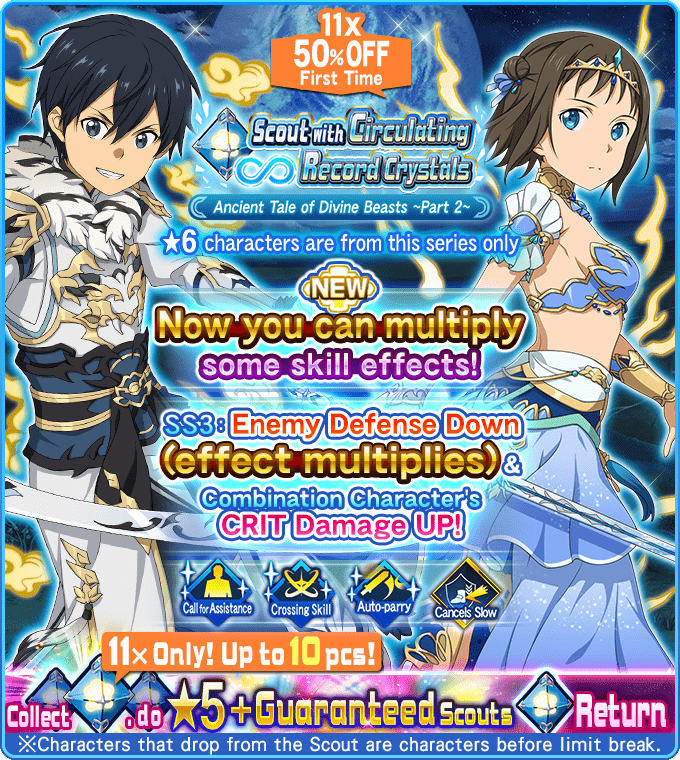 11x
50%OFF
First Time
Scout with Circulating
Record Crystals
Ancient Tale of Divine Beasts ~Part 2~
★6 characters are from this series only
NEW
Now you can multiply
some skill effects!
SS3: Enemy Defense Down
(effect multiplies) &
Combination Character's
CRIT Damage UP!
Call for Assistance
Crossing Skill
Auto-parry
Cancels Slow
11× Only! Up to 10 pcs!
Collect , do ★5+Guaranteed Scouts Return
※Characters that drop from the Scout are characters before limit break.